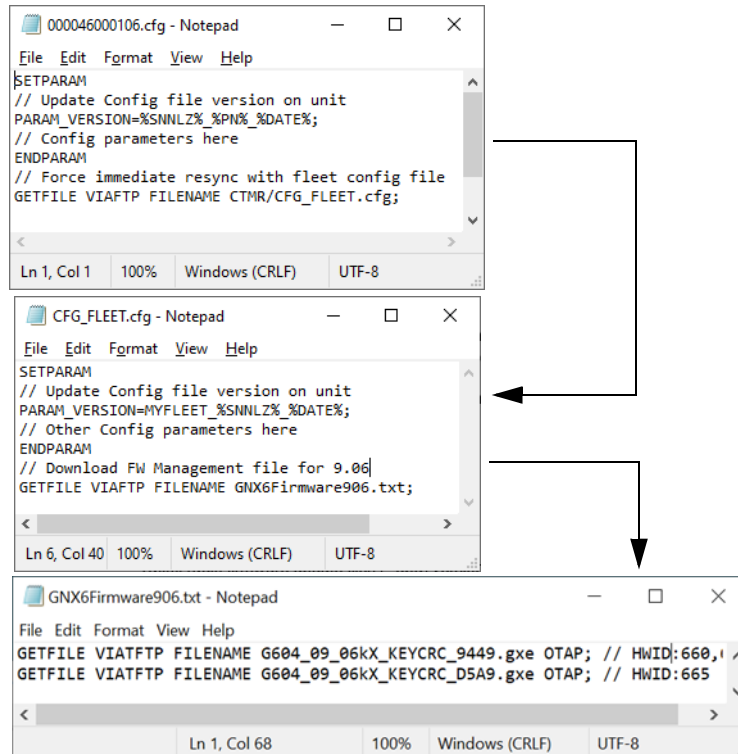 000046000106.cfg - Notepad
File Edit Format View Help
SETPARAM
// Update Config file version on unit
PARAM_VERSION=%SNNLZ%_%PN%_%DATE%;
// Config parameters here
ENDPARAM
// Force immediate resync with fleet config file
GETFILE VIAFTP FILENAME CTMR/CFG_FLEET.cfg;
Ln 1, Col 1 100% Windows (CRLF) UTF-8
CFG_FLEET.cfg - Notepad
File Edit Format View Help
SETPARAM
// Update Config file version on unit
PARAM_VERSION=MYFLEET_%SNNLZ%_%DATE%;
// Other Config parameters here
ENDPARAM
// Download FW Management file for 9.06
GETFILE VIAFTP FILENAME GNX6Firmware906.txt;
Ln 6, Col 40 100% Windows (CRLF) UTF-8
GNX6Firmware906.txt - Notepad
File Edit Format View Help
GETFILE VIATFTP FILENAME G604_09_06kX_KEYCRC_9449.gxe OTAP; // HWID:660,
GETFILE VIATFTP FILENAME G604_09_06kX_KEYCRC_D5A9.gxe OTAP; // HWID:665
Ln 1, Col 68 100% Windows (CRLF) UTF-8